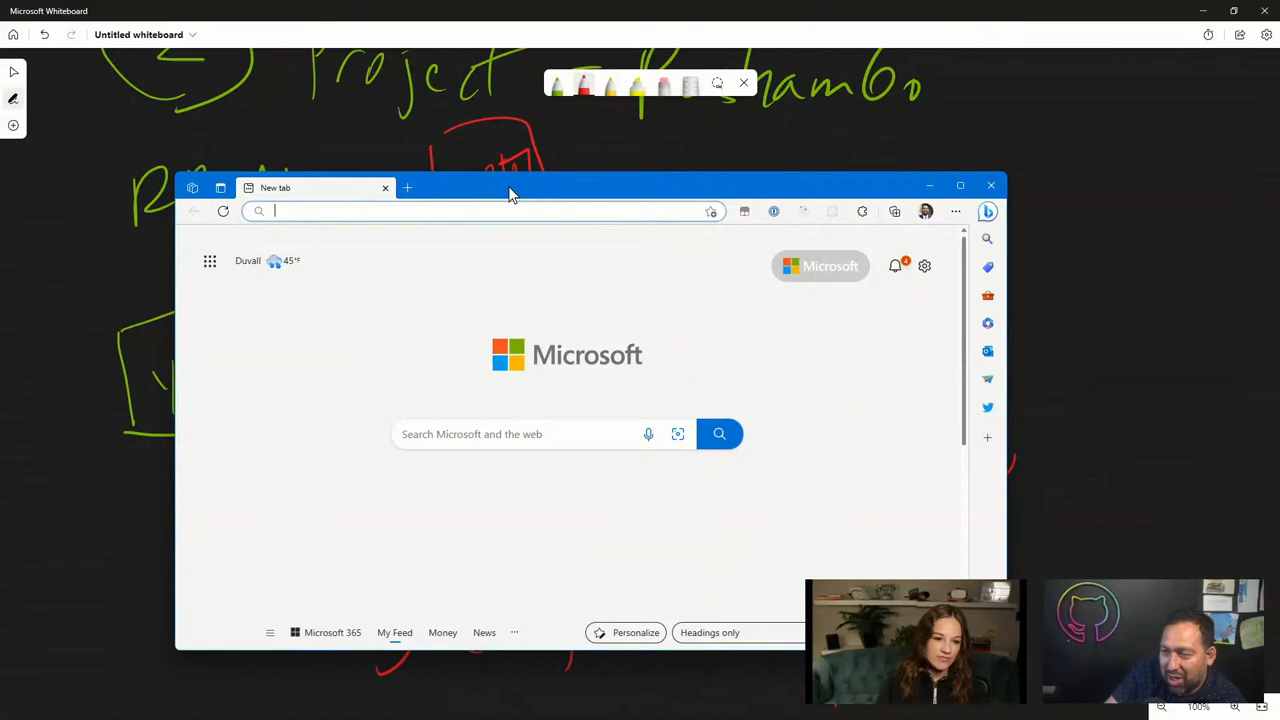 Microsoft Whiteboard
Untitled whiteboard
Project -
New tab
Duvall 45°F
Microsoft
4
Microsoft
Search Microsoft and the web
Microsoft 365 My Feed Money News ... Personalize Headings only
100%